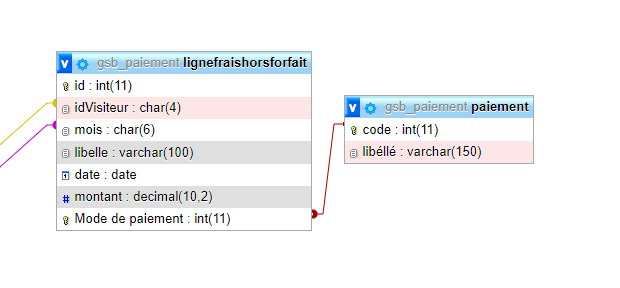 v gsb_paiement lignefraishorsforfait
id : int(11)
idVisiteur : char(4)
mois : char(6)
libelle : varchar(100)
date : date
# montant : decimal(10,2)
Mode de paiement : int(11)
v gsb_paiement paiement
code : int(11)
libéllé : varchar(150)